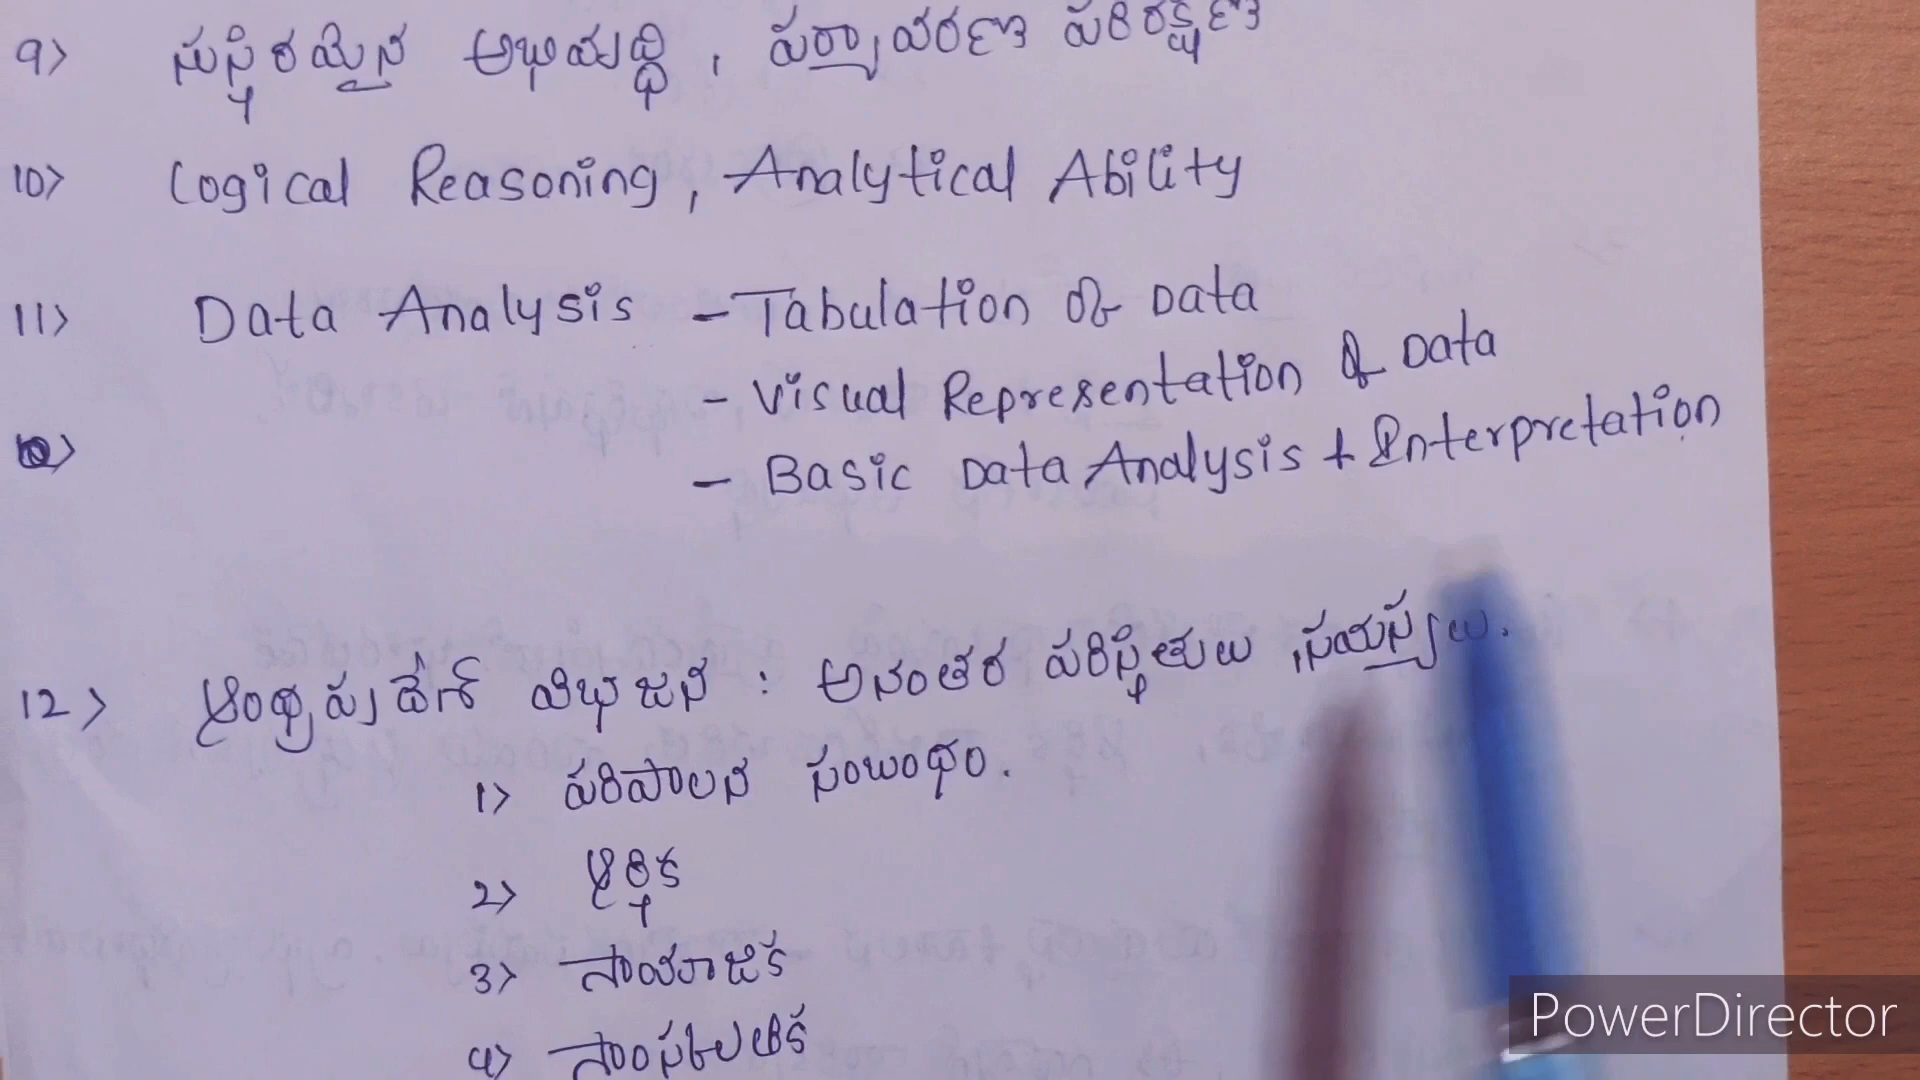 9> సుస్థిరమైన అభివృద్ధి, పర్యావరణ పరిరక్షణ
10> Logical Reasoning, Analytical Ability
11> Data Analysis - Tabulation of Data
- Visual Representation of Data
- Basic Data Analysis + Interpretation
12> ఆంధ్రప్రదేశ్ విభజన : అనంతర పరిస్థితులు, సమస్యలు.
1> పరిపాలన సంబంధం.
2> ఆర్థిక
3> సామాజిక
4> సాంస్కృతిక
PowerDirector